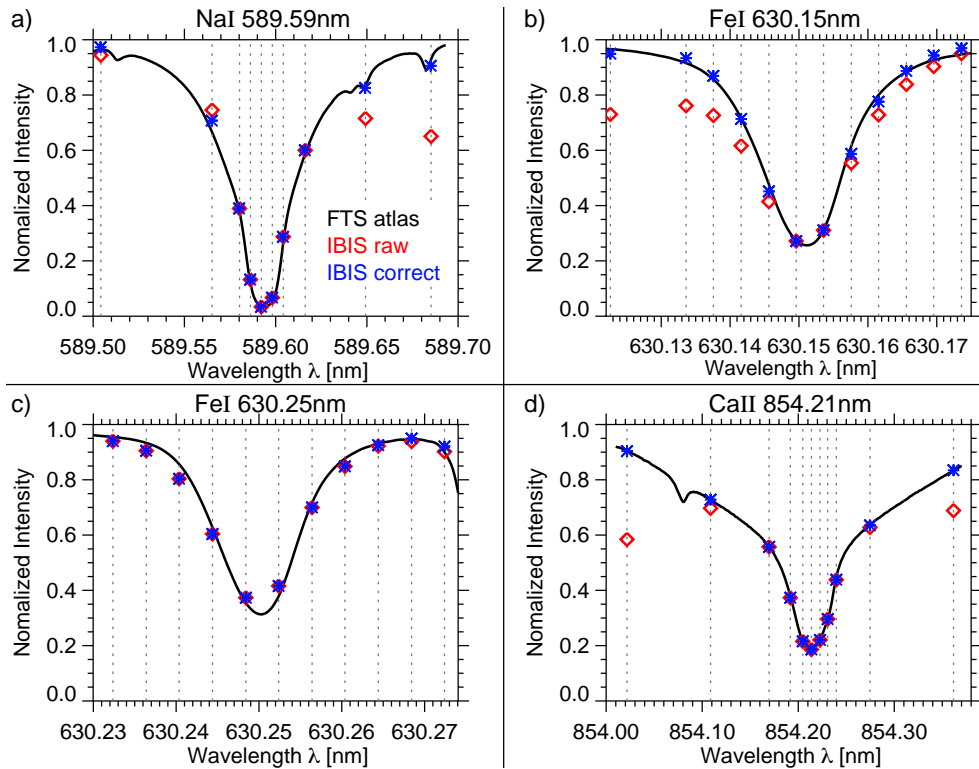 a)
NaI 589.59nm
Nomalized Intensity
1.0
0.8
0.6
0.4
0.2
0.0
FTS atlas
IBIS raw
IBIS correct
589.50 589.55 589.60 589.65 589.70
Wavelength λ [nm]
b)
FeI 630.15nm
Nomalized Intensity
1.0
0.8
0.6
0.4
0.2
0.0
630.13 630.14 630.15 630.16 630.17
Wavelength λ [nm]
c)
FeI 630.25nm
Nomalized Intensity
1.0
0.8
0.6
0.4
0.2
0.0
630.23 630.24 630.25 630.26 630.27
Wavelength λ [nm]
d)
CaII 854.21nm
Nomalized Intensity
1.0
0.8
0.6
0.4
0.2
0.0
854.00 854.10 854.20 854.30
Wavelength λ [nm]